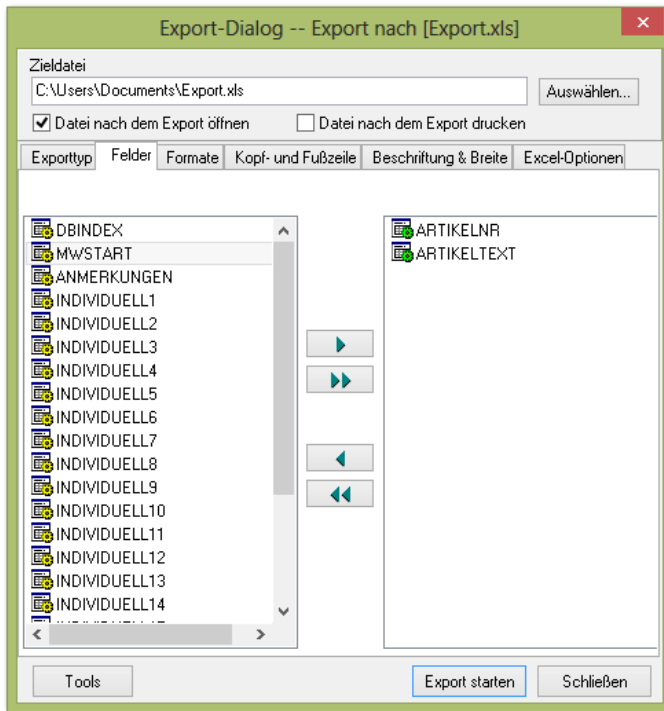 Export-Dialog -- Export nach [Export.xls]
Zieldatei
C:\Users\Documents\Export.xls
Auswählen...
Datei nach dem Export öffnen
Datei nach dem Export drucken
Exporttyp Felder Formate Kopf- und Fußzeile Beschriftung & Breite Excel-Optionen
DBINDEX
MWSTART
ANMERKUNGEN
INDIVIDUELL1
INDIVIDUELL2
INDIVIDUELL3
INDIVIDUELL4
INDIVIDUELL5
INDIVIDUELL6
INDIVIDUELL7
INDIVIDUELL8
INDIVIDUELL9
INDIVIDUELL10
INDIVIDUELL11
INDIVIDUELL12
INDIVIDUELL13
INDIVIDUELL14
ARTIKELNR
ARTIKELTEXT
Tools
Export starten
Schließen